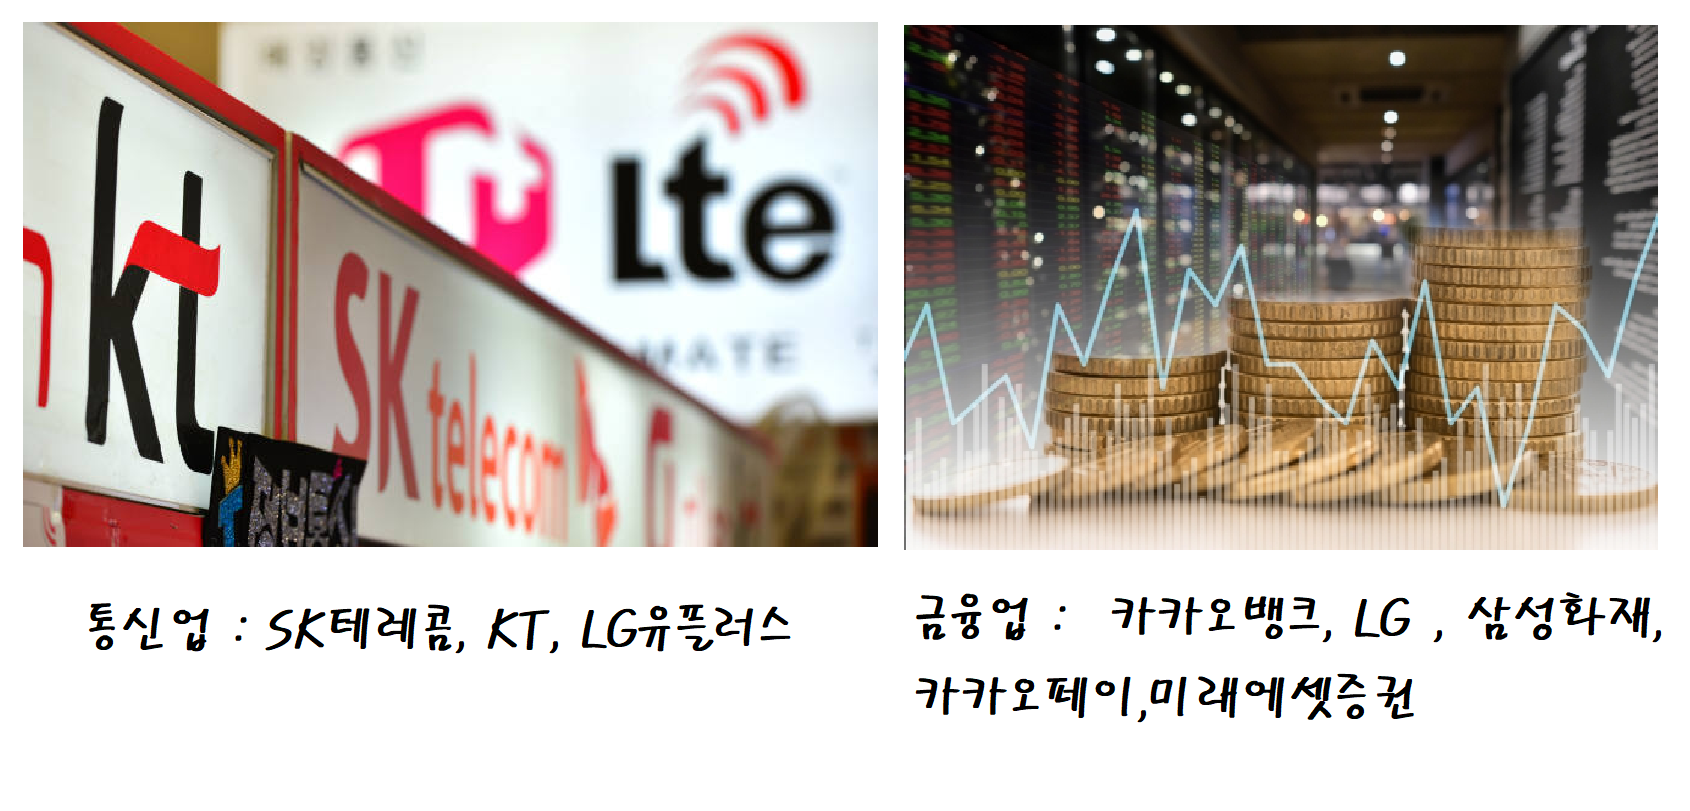 kt
SK telecom
Lte
통신업 : SK테레콤, KT, LG유플러스
금융업 : 카카오뱅크, LG , 삼성화재,
카카오페이,미래에셋증권